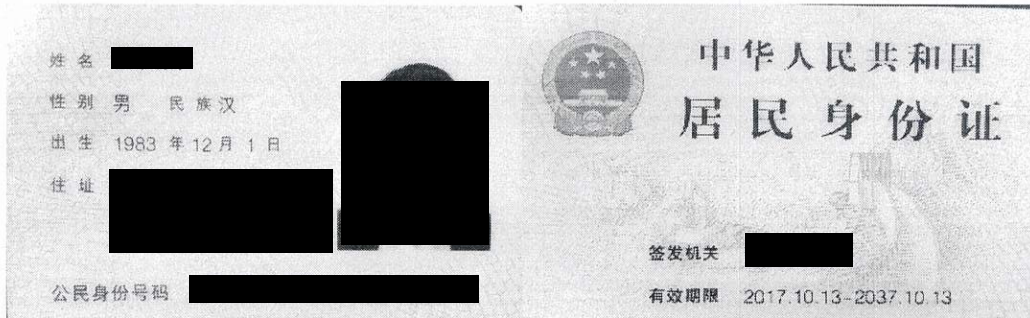 姓名
性别 男 民族 汉
出生 1983 年 12 月 1 日
住址
公民身份号码
中华人民共和国
居民身份证
签发机关
有效期限 2017.10.13-2037.10.13